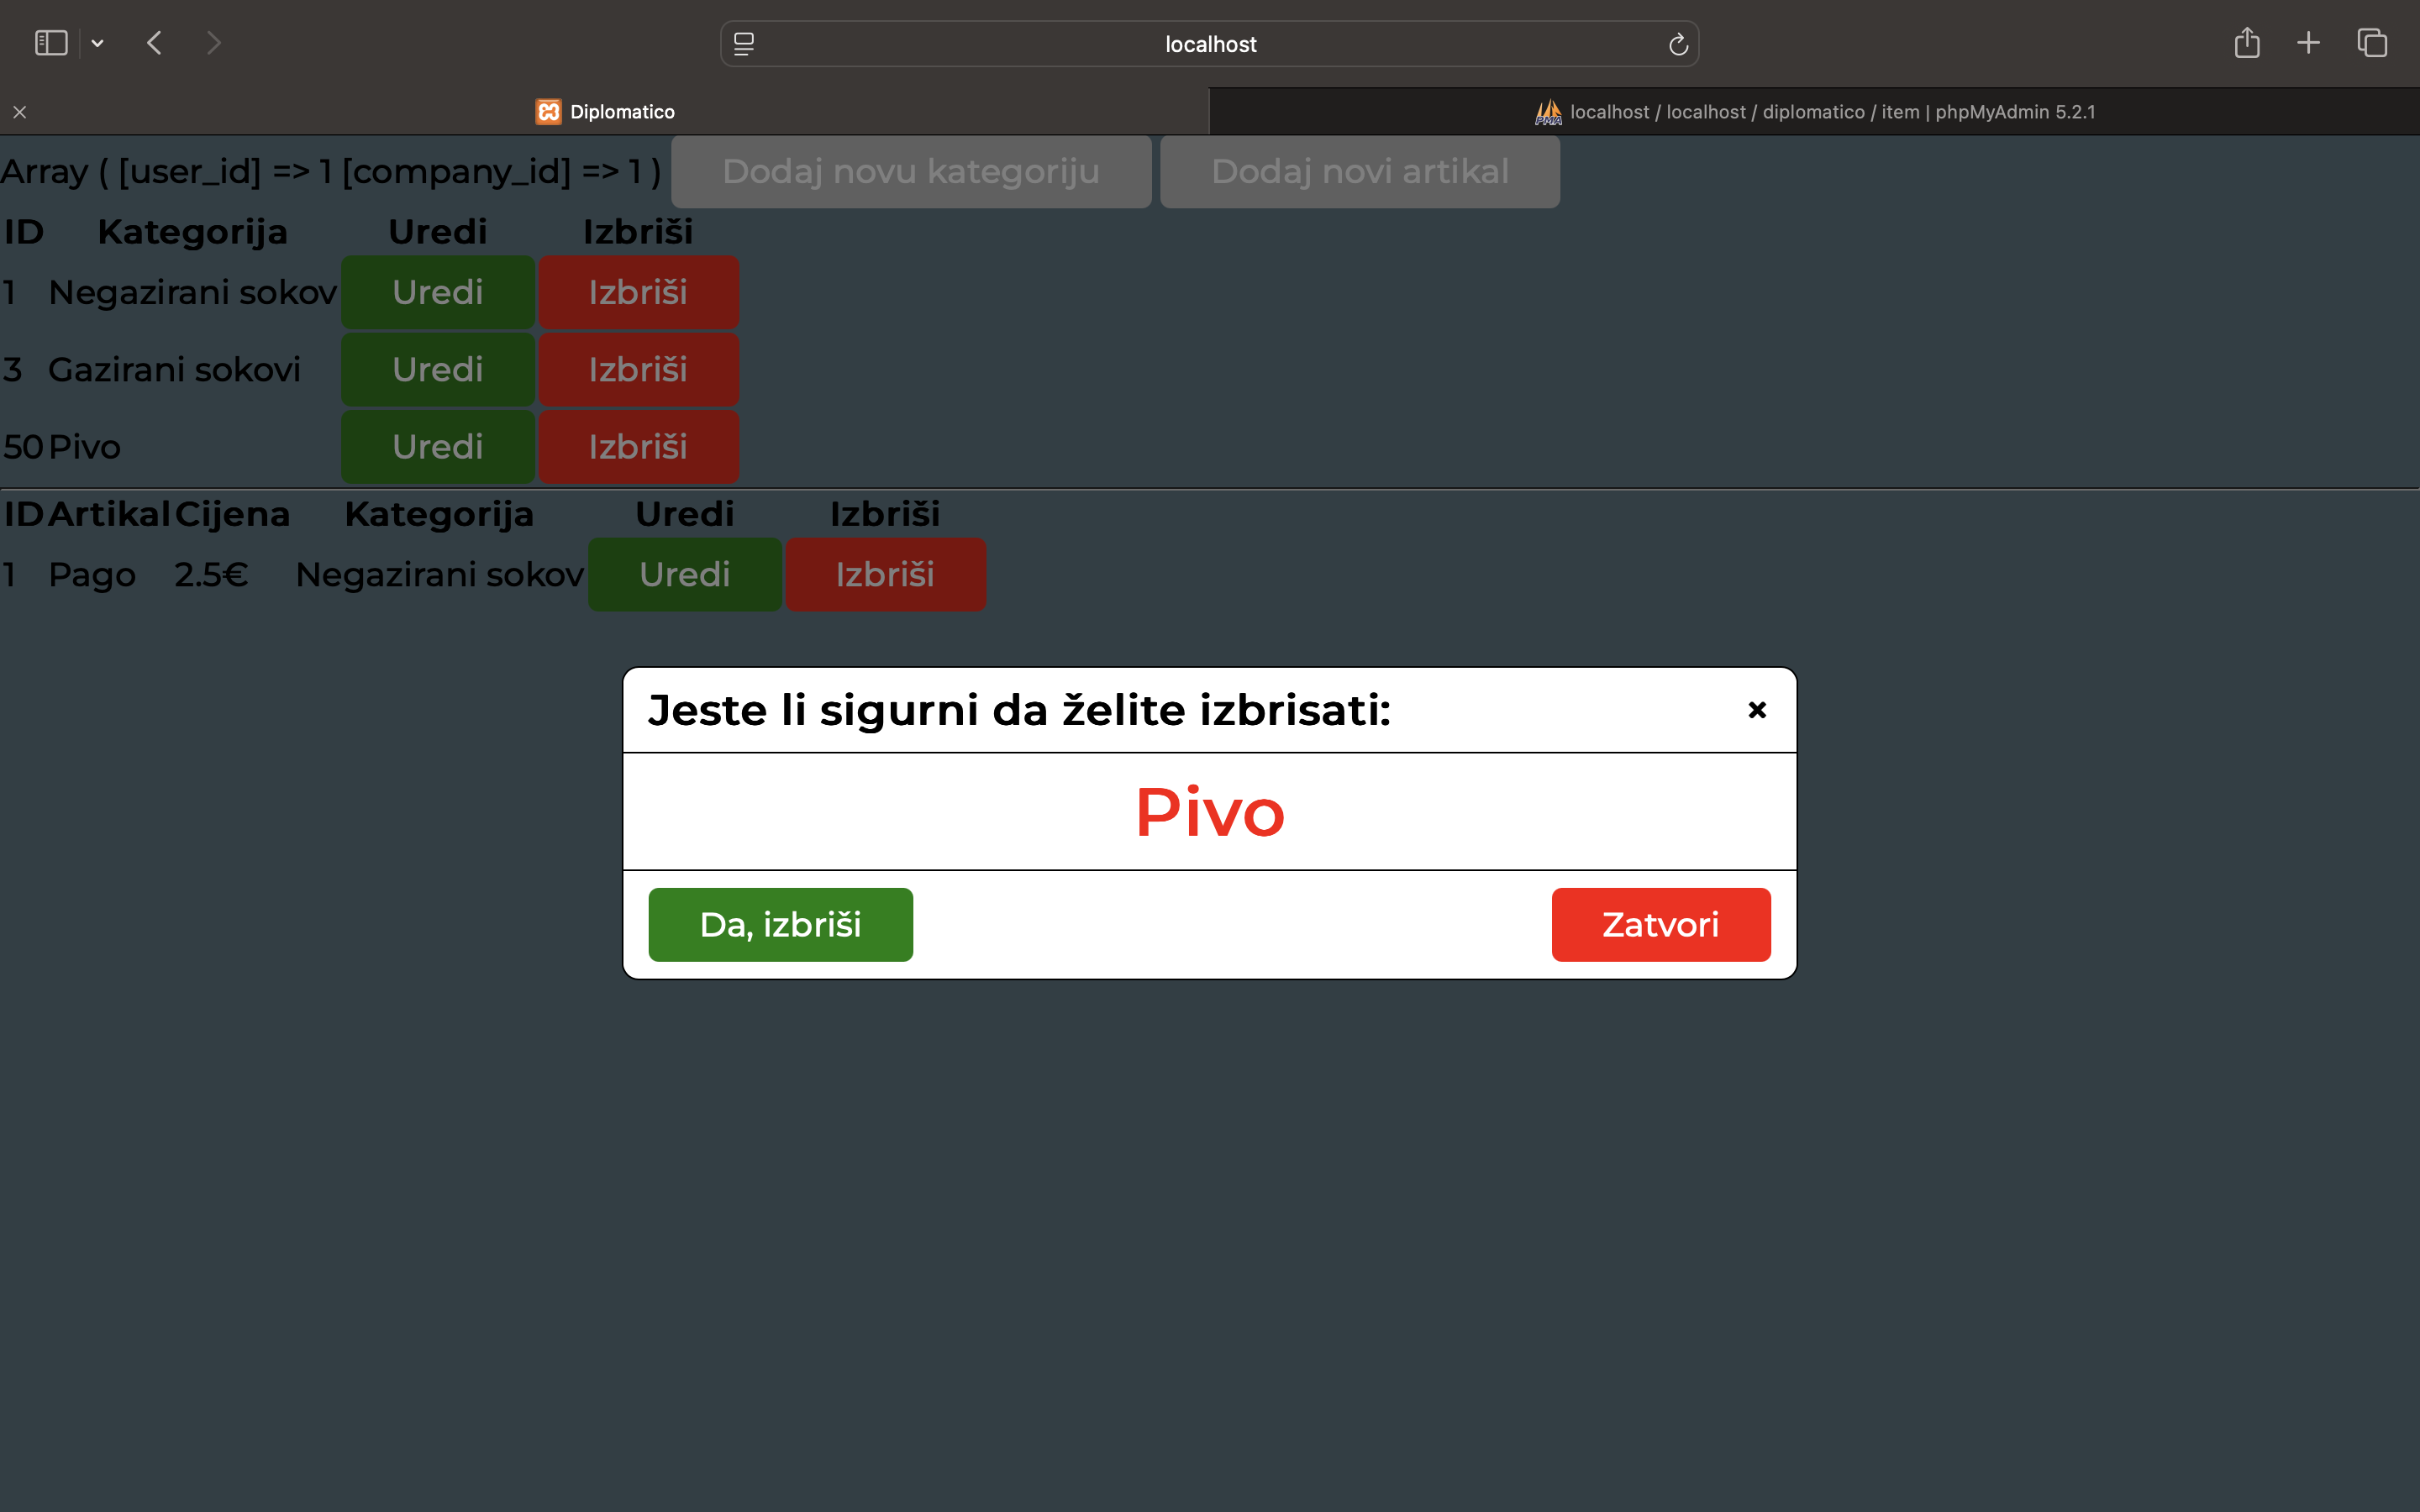 localhost
Diplomatico
localhost / localhost / diplomatico / item | phpMyAdmin 5.2.1
Array ( [user_id] => 1 [company_id] => 1 ) Dodaj novu kategoriju Dodaj novi artikal
ID Kategorija Uredi Izbriši
1 Negazirani sokov Uredi Izbriši
3 Gazirani sokovi Uredi Izbriši
50 Pivo Uredi Izbriši
ID Artikal Cijena Kategorija Uredi Izbriši
1 Pago 2.5€ Negazirani sokov Uredi Izbriši
Jeste li sigurni da želite izbrisati:
Pivo
Da, izbriši Zatvori